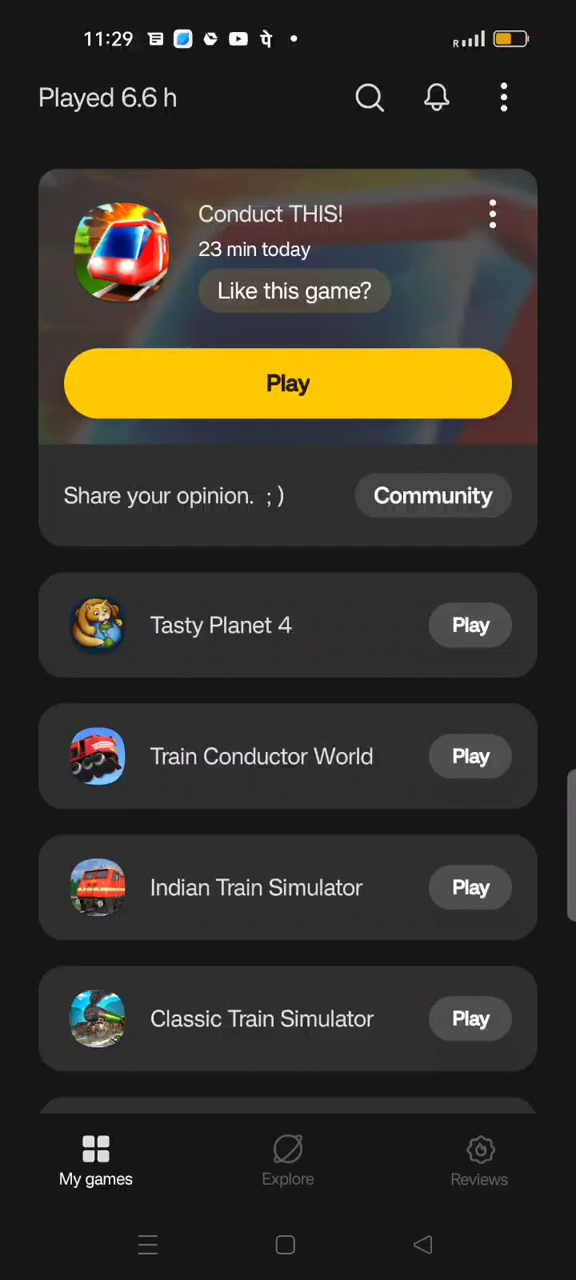 11:29 पे R
Played 6.6 h
Conduct THIS!
23 min today
Like this game?
Play
Share your opinion. ;)
Community
Tasty Planet 4
Play
Train Conductor World
Play
Indian Train Simulator
Play
Classic Train Simulator
Play
My games
Explore
Reviews